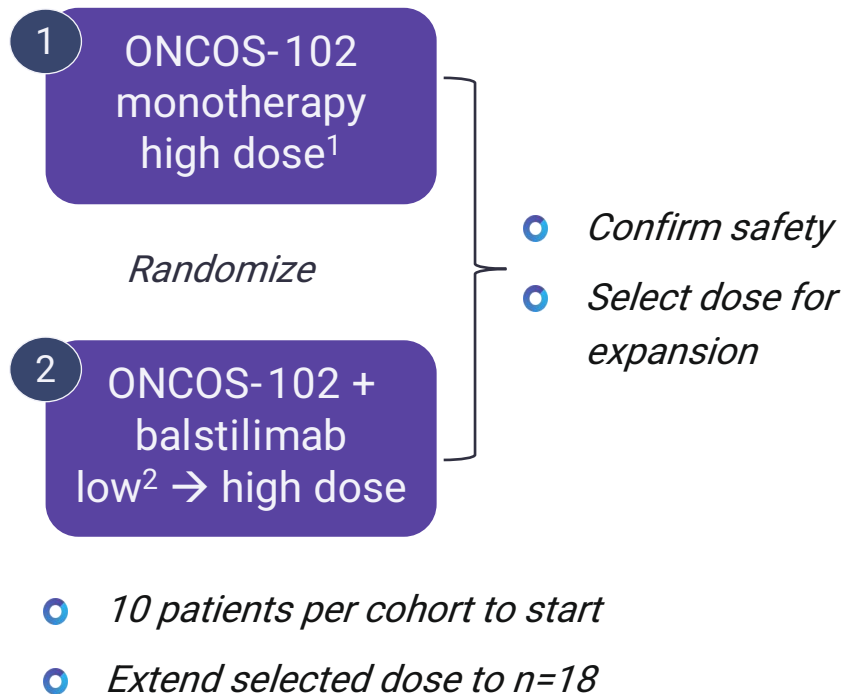 1
ONCOS-102
monotherapy
high dose¹
Randomize
2
ONCOS-102 +
balstilimab
low² → high dose
Confirm safety
Select dose for
expansion
10 patients per cohort to start
Extend selected dose to n=18